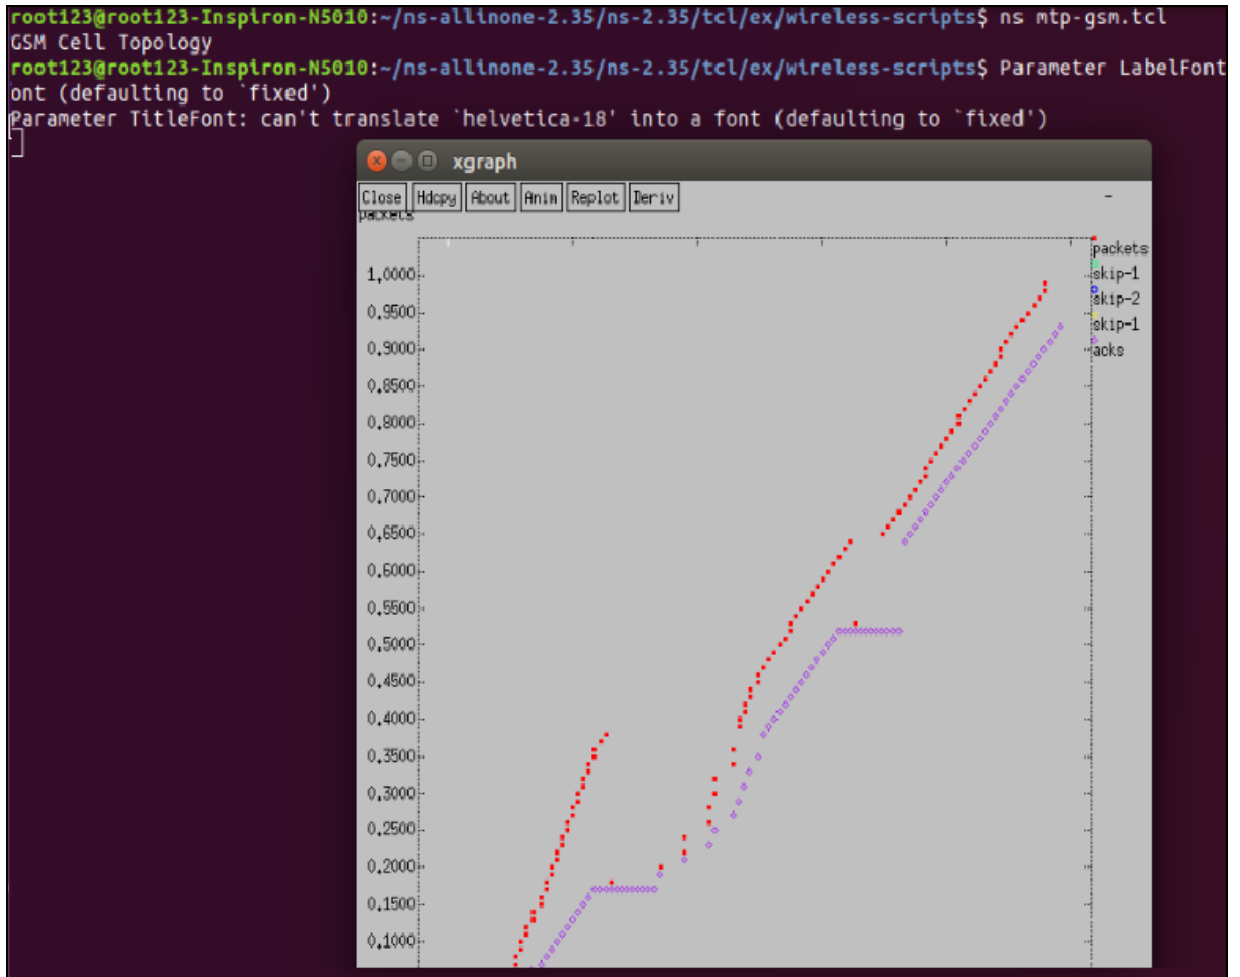 root123@root123-Inspiron-N5010:~/ns-allinone-2.35/ns-2.35/tcl/ex/wireless-scripts$ ns mtp-gsm.tcl
GSM Cell Topology
root123@root123-Inspiron-N5010:~/ns-allinone-2.35/ns-2.35/tcl/ex/wireless-scripts$ Parameter LabelFont
ont (defaulting to `fixed')
Parameter TitleFont: can't translate `helvetica-18' into a font (defaulting to `fixed')
xgraph
Close Hdcpy About Anim Replot Deriv
packets
packets
skip-1
skip-2
skip-1
acks
1.0000
0.9500
0.9000
0.8500
0.8000
0.7500
0.7000
0.6500
0.6000
0.5500
0.5000
0.4500
0.4000
0.3500
0.3000
0.2500
0.2000
0.1500
0.1000